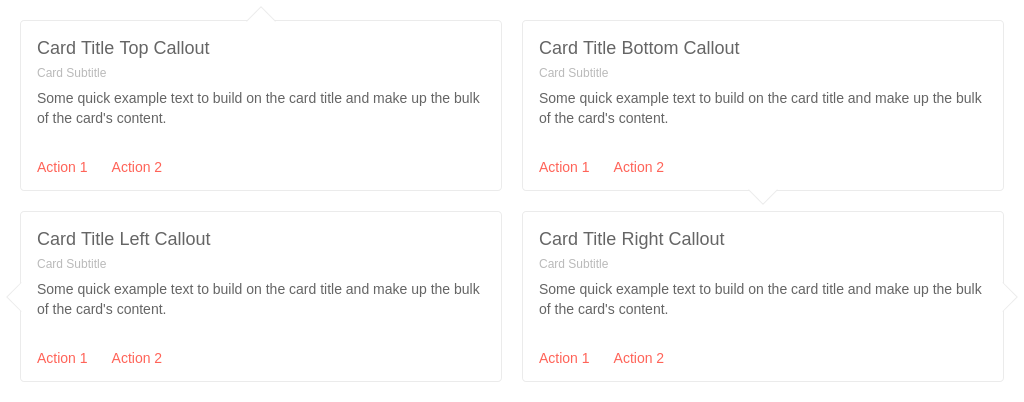 Card Title Top Callout
Card Subtitle
Some quick example text to build on the card title and make up the bulk
of the card's content.
Action 1 Action 2
Card Title Bottom Callout
Card Subtitle
Some quick example text to build on the card title and make up the bulk
of the card's content.
Action 1 Action 2
Card Title Left Callout
Card Subtitle
Some quick example text to build on the card title and make up the bulk
of the card's content.
Action 1 Action 2
Card Title Right Callout
Card Subtitle
Some quick example text to build on the card title and make up the bulk
of the card's content.
Action 1 Action 2